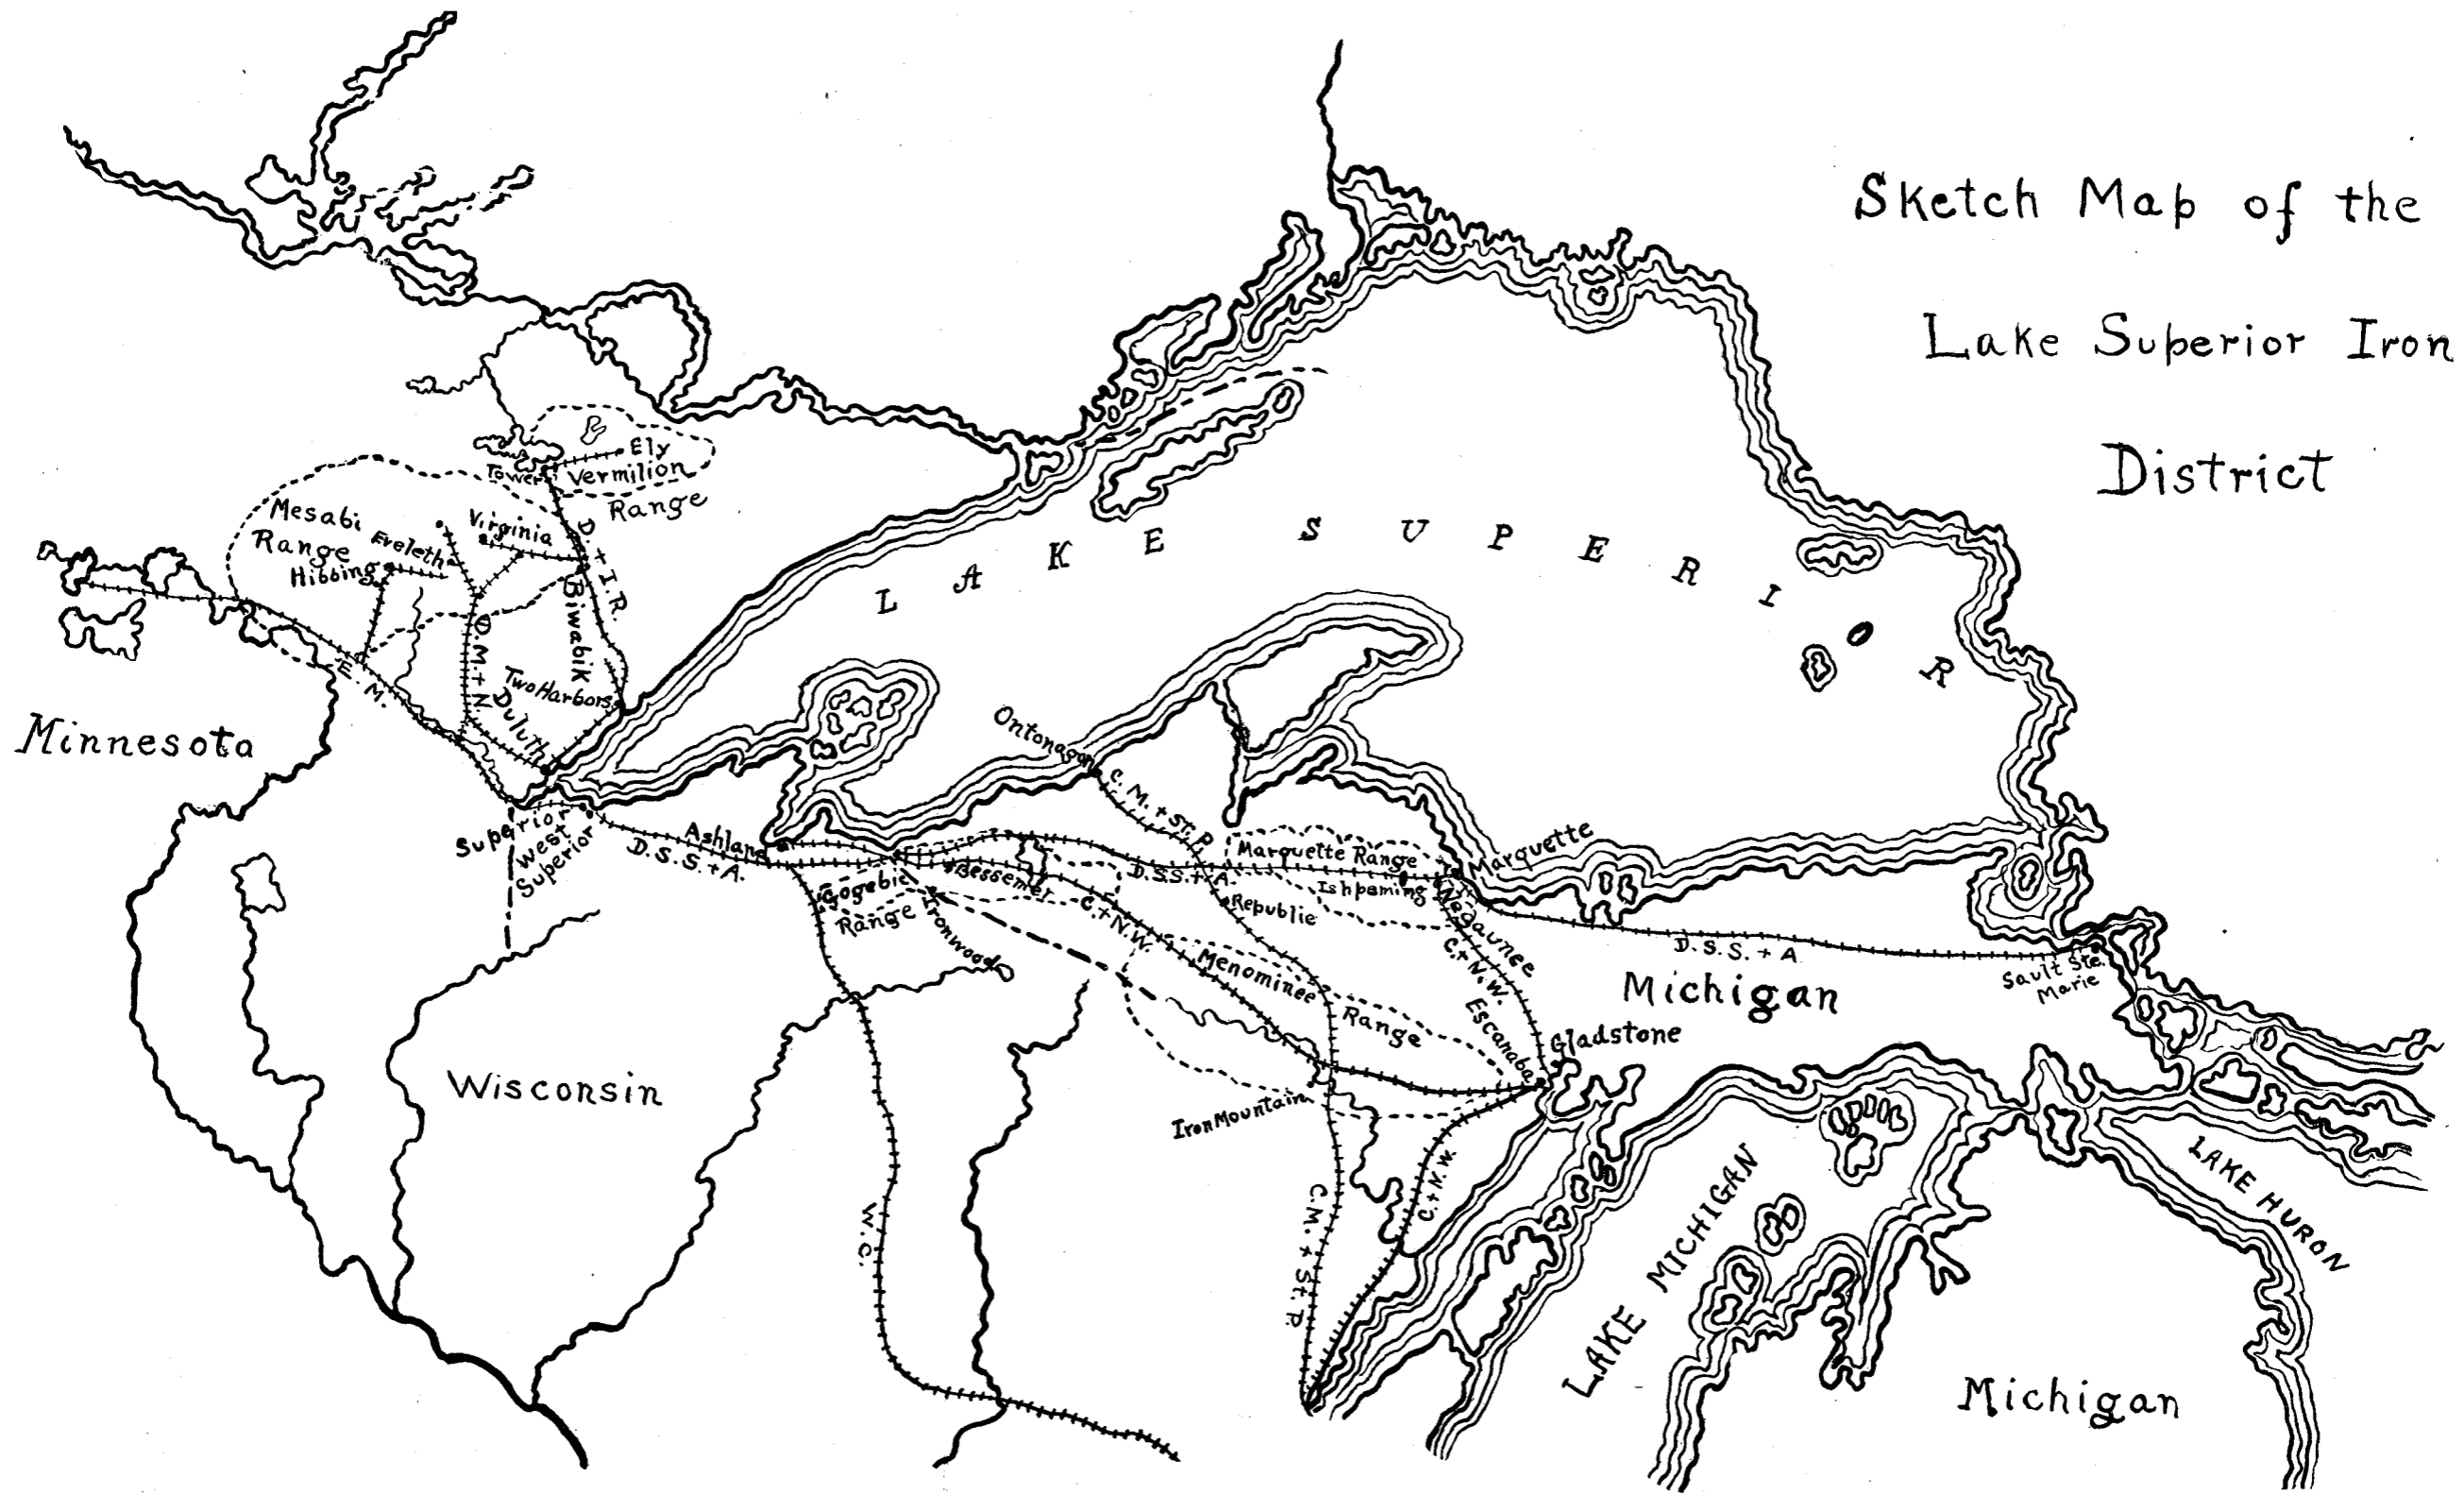 Sketch Map of the
Lake Superior Iron
District
LAKE SUPERIOR
Ely
Tower
Vermilion
Range
Mesabi
Range
Virginia
Eveleth
Hibbing
D. + I. R.
Biwabik
D. M. + N
Two Harbors
Duluth
E. M.
Minnesota
Superior
West
Superior
Ashland
D. S. S. + A.
Ontonagon
C. M. + St. P.
Gogebic
Range
Bessemer
Ironwood
C. + N. W.
D. S. S. + A.
Marquette Range
Marquette
Ishpeming
Negaunee
Republic
C. + N. W.
D. S. S. + A
Sault Ste.
Marie
Michigan
Menominee
Range
Escanaba
Gladstone
Iron Mountain
Wisconsin
W. C.
C. M. + St. P.
C. + N. W.
LAKE MICHIGAN
LAKE HURON
Michigan